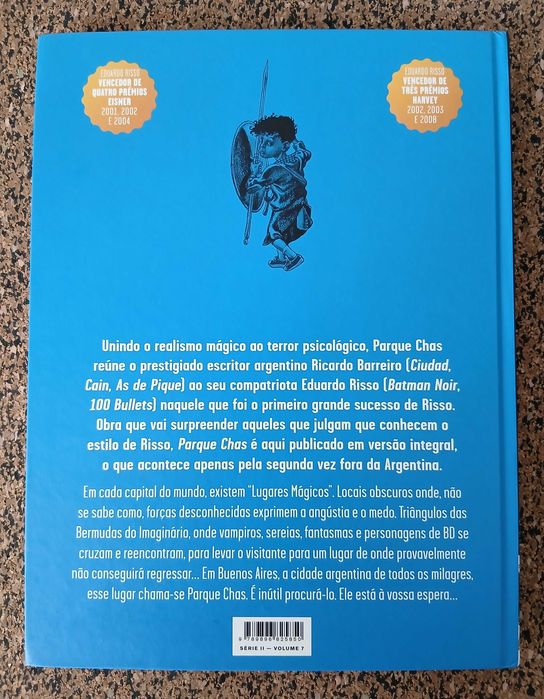 EDUARDO RISSO
VENCEDOR DE
QUATRO PRÉMIOS
EISNER
2001, 2002
E 2004
EDUARDO RISSO
VENCEDOR DE
TRÊS PRÉMIOS
HARVEY
2002, 2003
E 2008
Unindo o realismo mágico ao terror psicológico, Parque Chas
reúne o prestigiado escritor argentino Ricardo Barreiro (Ciudad,
Cain, As de Pique) ao seu compatriota Eduardo Risso (Batman Noir,
100 Bullets) naquele que foi o primeiro grande sucesso de Risso.
Obra que vai surpreender aqueles que julgam que conhecem o
estilo de Risso, Parque Chas é aqui publicado em versão integral,
o que acontece apenas pela segunda vez fora da Argentina.
Em cada capital do mundo, existem "Lugares Mágicos". Locais obscuros onde, não
se sabe como, forças desconhecidas exprimem a angústia e o medo. Triângulos das
Bermudas do Imaginário, onde vampiros, sereias, fantasmas e personagens de BD se
cruzam e reencontram, para levar o visitante para um lugar de onde provavelmente
não conseguirá regressar... Em Buenos Aires, a cidade argentina de todos os milagres,
esse lugar chama-se Parque Chas. É inútil procurá-lo. Ele está à vossa espera...
9 789896 825850
SÉRIE II — VOLUME 7